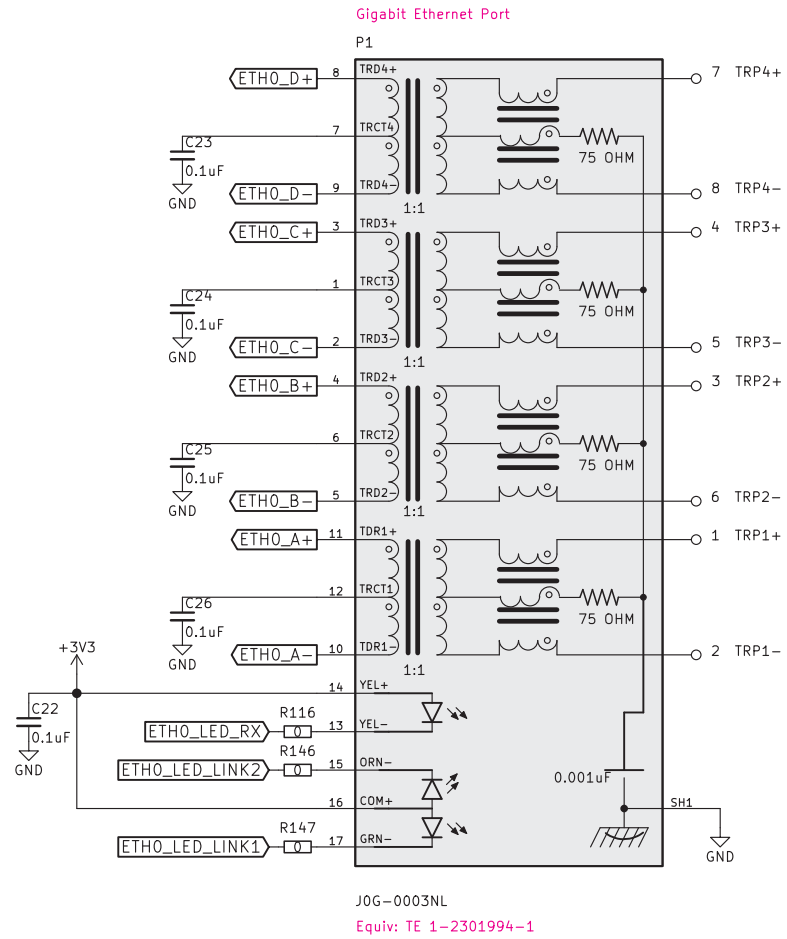 Gigabit Ethernet Port
P1
ETH0_D+ 8 TRD4+ 7 TRP4+
C23 7 TRCT4
0.1uF 75 OHM
GND
ETH0_D- 9 TRD4- 8 TRP4-
1:1
ETH0_C+ 3 TRD3+ 4 TRP3+
C24 1 TRCT3
0.1uF 75 OHM
GND
ETH0_C- 2 TRD3- 5 TRP3-
1:1
ETH0_B+ 4 TRD2+ 3 TRP2+
C25 6 TRCT2
0.1uF 75 OHM
GND
ETH0_B- 5 TRD2- 6 TRP2-
1:1
ETH0_A+ 11 TDR1+ 1 TRP1+
C26 12 TRCT1
0.1uF 75 OHM
GND
ETH0_A- 10 TDR1- 2 TRP1-
1:1
+3V3
14 YEL+
C22
0.1uF
GND
R116
ETH0_LED_RX 0 13 YEL-
R146
ETH0_LED_LINK2 0 15 ORN-
0.001uF
16 COM+ SH1
R147
ETH0_LED_LINK1 0 17 GRN-
GND
J0G-0003NL
Equiv: TE 1-2301994-1